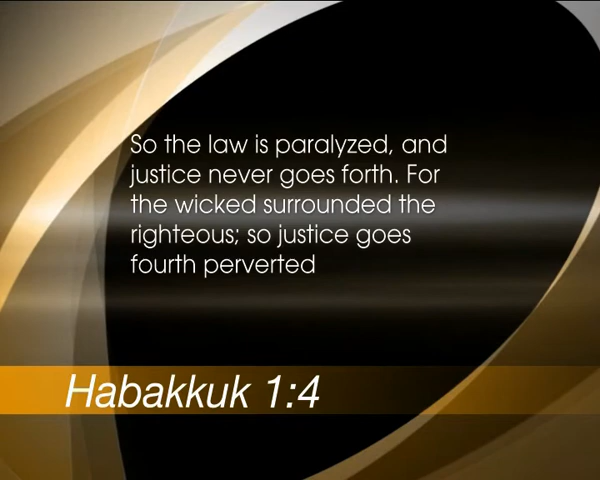 So the law is paralyzed, and
justice never goes forth. For
the wicked surrounded the
righteous; so justice goes
fourth perverted
Habakkuk 1:4